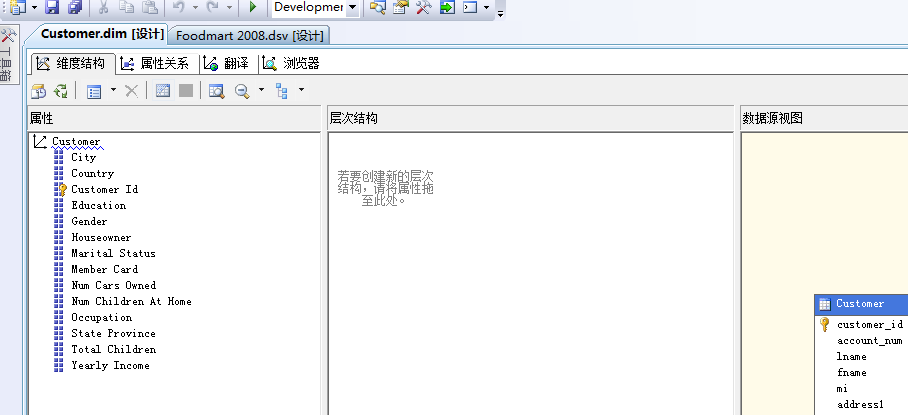 Developmer
Customer.dim [设计]
Foodmart 2008.dsv [设计]
维度结构
属性关系
翻译
浏览器
属性
层次结构
数据源视图
Customer
City
Country
Customer Id
Education
Gender
Houseowner
Marital Status
Member Card
Num Cars Owned
Num Children At Home
Occupation
State Province
Total Children
Yearly Income
若要创建新的层次
结构，请将属性拖
至此处。
Customer
customer_id
account_num
lname
fname
mi
address1